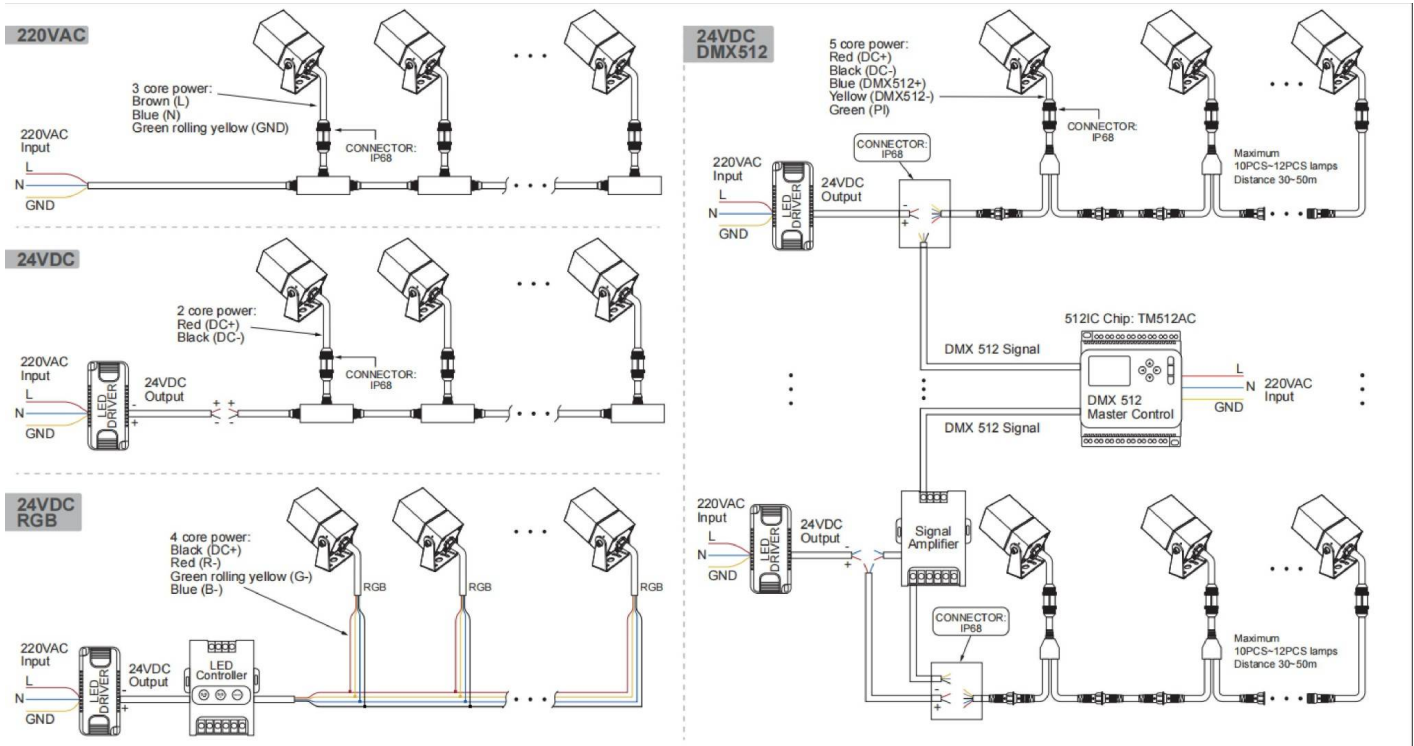 220VAC
3 core power:
Brown (L)
Blue (N)
Green rolling yellow (GND)
220VAC
Input
L
N
GND
CONNECTOR:
IP68
24VDC
2 core power:
Red (DC+)
Black (DC-)
220VAC
Input
L
N
GND
LED
DRIVER
-
+
24VDC
Output
+ +
- -
CONNECTOR:
IP68
24VDC
RGB
4 core power:
Black (DC+)
Red (R-)
Green rolling yellow (G-)
Blue (B-)
RGB
RGB
RGB
220VAC
Input
L
N
GND
LED
DRIVER
-
+
24VDC
Output
LED
Controller
24VDC
DMX512
5 core power:
Red (DC+)
Black (DC-)
Blue (DMX512+)
Yellow (DMX512-)
Green (PI)
CONNECTOR:
IP68
CONNECTOR:
IP68
220VAC
Input
L
N
GND
LED
DRIVER
24VDC
Output
-
+
Maximum
10PCS~12PCS lamps
Distance 30~50m
512IC Chip: TM512AC
DMX 512 Signal
DMX 512
Master Control
L
N
GND
220VAC
Input
DMX 512 Signal
220VAC
Input
L
N
GND
LED
DRIVER
24VDC
Output
-
+
Signal
Amplifier
CONNECTOR:
IP68
-
+
Maximum
10PCS~12PCS lamps
Distance 30~50m